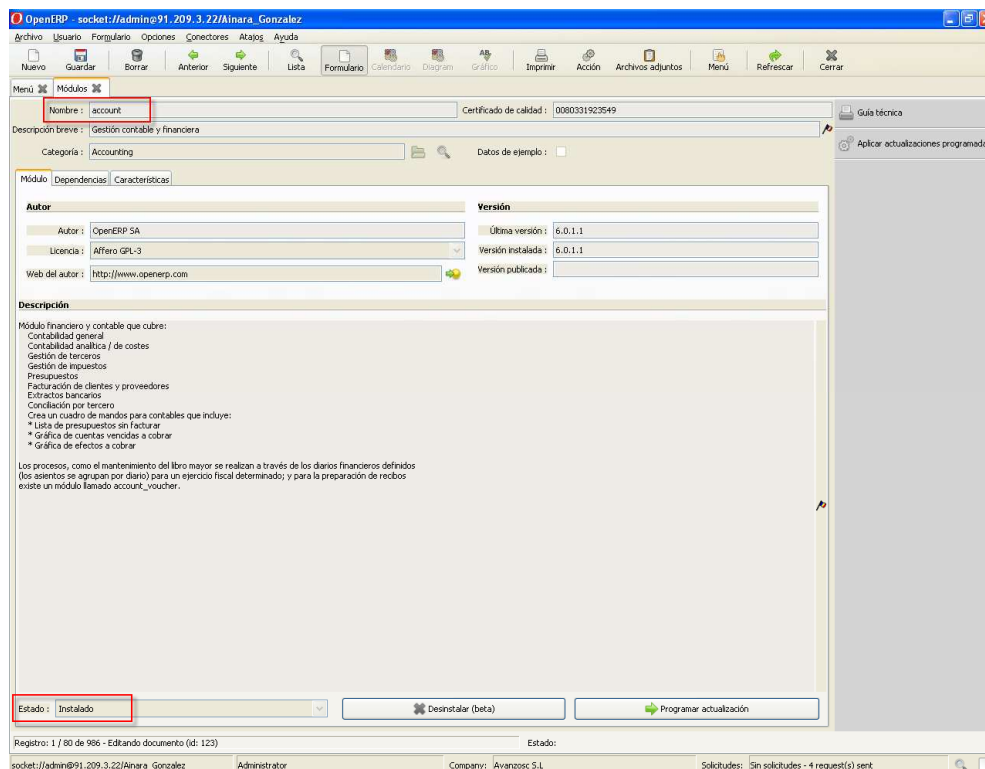 OpenERP - socket://admin@91.209.3.22/Ainara_Gonzalez
Archivo Usuario Formulario Opciones Conectores Atajos Ayuda
Nuevo Guardar Borrar Anterior Siguiente Lista Formulario Calendario Diagram Gráfico Imprimir Acción Archivos adjuntos Menú Refrescar Cerrar
Menú Módulos
Nombre : account Certificado de calidad : 0080331923549
Guía técnica
Descripción breve : Gestión contable y financiera
Aplicar actualizaciones programada
Categoría : Accounting Datos de ejemplo :
Módulo Dependencias Características
Autor Versión
Autor : OpenERP SA Última versión : 6.0.1.1
Licencia : Affero GPL-3 Versión instalada : 6.0.1.1
Web del autor : http://www.openerp.com Versión publicada :
Descripción
Módulo financiero y contable que cubre:
Contabilidad general
Contabilidad analítica / de costes
Gestión de terceros
Gestión de impuestos
Presupuestos
Facturación de clientes y proveedores
Extractos bancarios
Conciliación por tercero
Crea un cuadro de mandos para contables que incluye:
* Lista de presupuestos sin facturar
* Gráfica de cuentas vencidas a cobrar
* Gráfica de efectos a cobrar
Los procesos, como el mantenimiento del libro mayor se realizan a través de los diarios financieros definidos
(los asientos se agrupan por diario) para un ejercicio fiscal determinado; y para la preparación de recibos
existe un módulo llamado account_voucher.
Estado : Instalado Desinstalar (beta) Programar actualización
Registro: 1 / 80 de 986 - Editando documento (id: 123) Estado:
socket://admin@91.209.3.22/Ainara_Gonzalez Administrator Company: Avanzosc S.L Solicitudes: Sin solicitudes - 4 request(s) sent